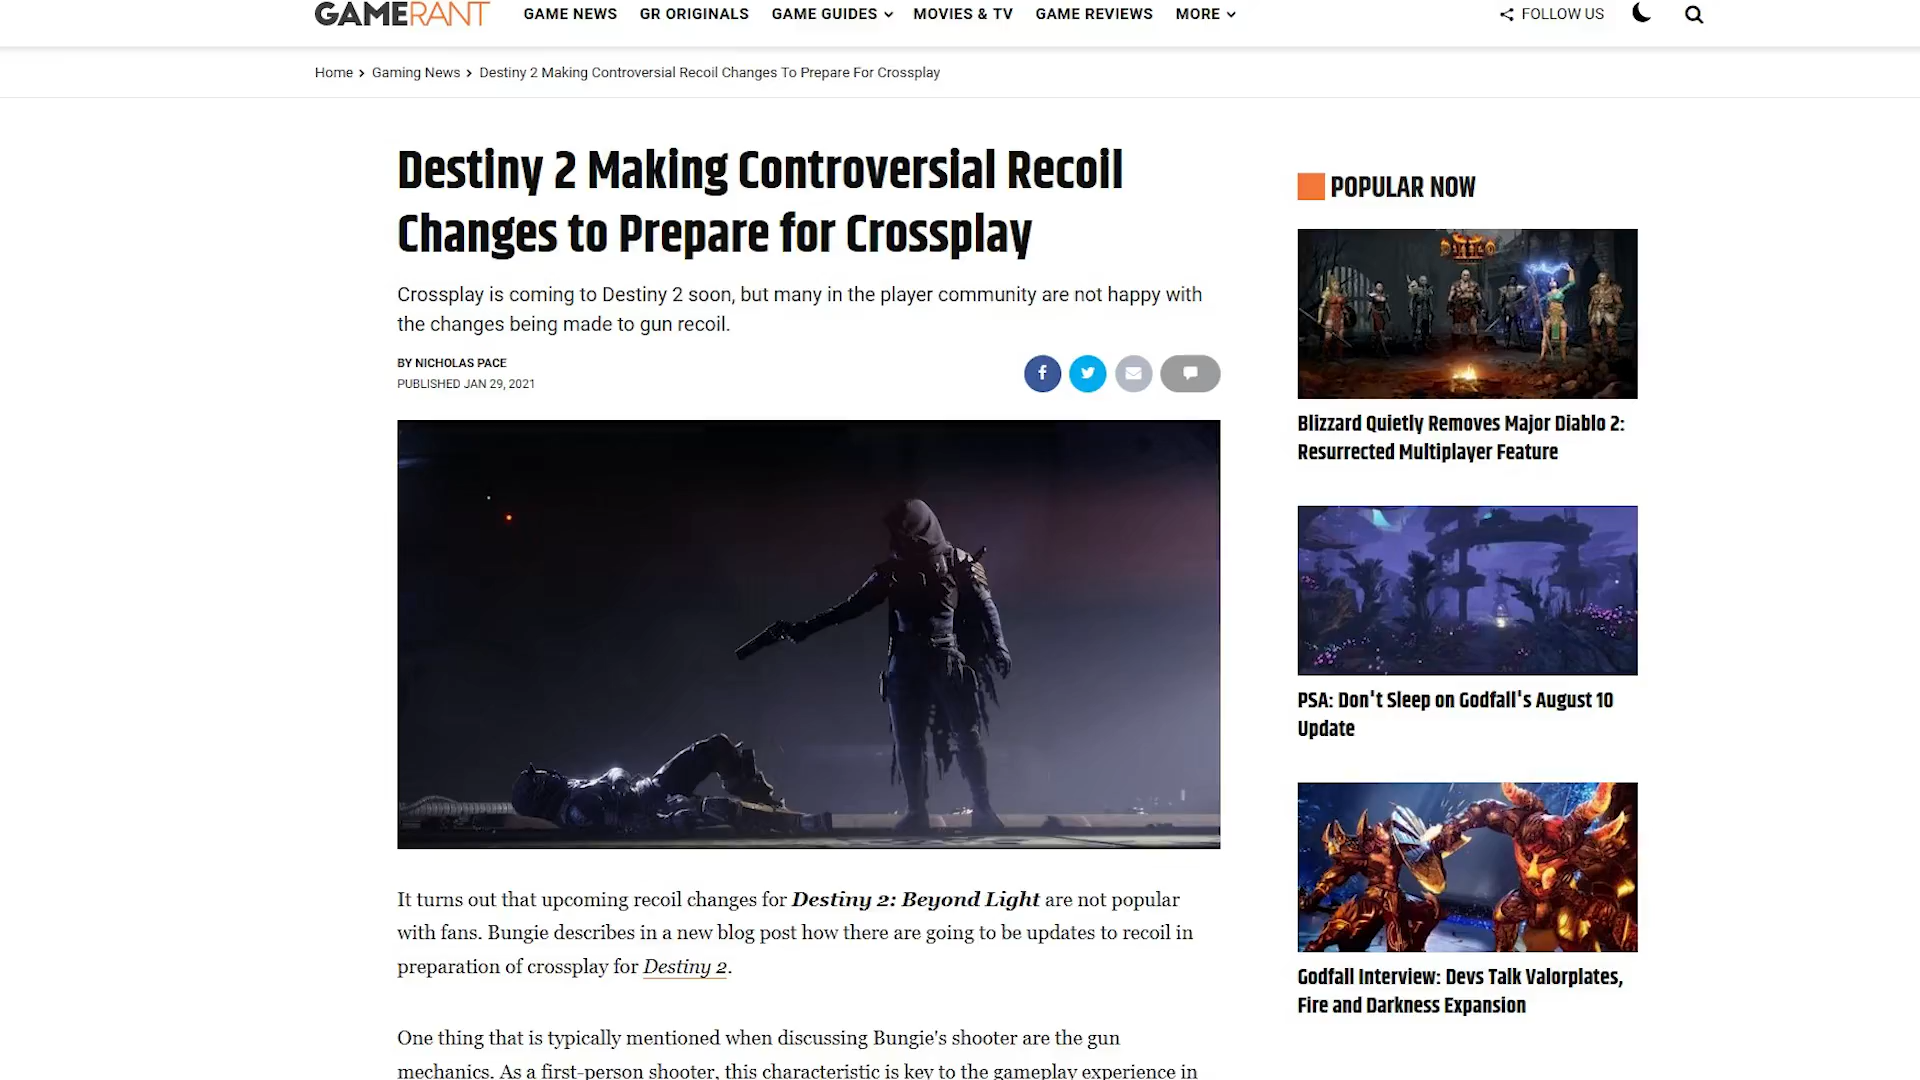 GAMERANT
GAME NEWS GR ORIGINALS GAME GUIDES MOVIES & TV GAME REVIEWS MORE FOLLOW US
Home Gaming News Destiny 2 Making Controversial Recoil Changes To Prepare For Crossplay
Destiny 2 Making Controversial Recoil
Changes to Prepare for Crossplay
Crossplay is coming to Destiny 2 soon, but many in the player community are not happy with
the changes being made to gun recoil.
BY NICHOLAS PACE
PUBLISHED JAN 29, 2021
It turns out that upcoming recoil changes for Destiny 2: Beyond Light are not popular
with fans. Bungie describes in a new blog post how there are going to be updates to recoil in
preparation of crossplay for Destiny 2.
One thing that is typically mentioned when discussing Bungie's shooter are the gun
mechanics. As a first-person shooter, this characteristic is key to the gameplay experience in
POPULAR NOW
DIABLO
II
Blizzard Quietly Removes Major Diablo 2:
Resurrected Multiplayer Feature
PSA: Don't Sleep on Godfall's August 10
Update
Godfall Interview: Devs Talk Valorplates,
Fire and Darkness Expansion